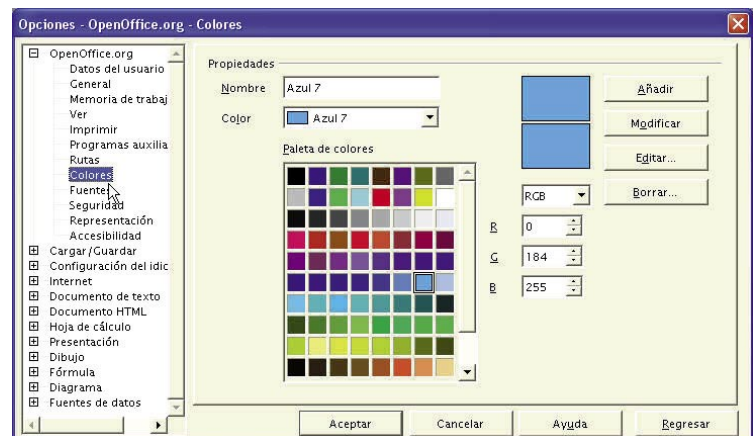 Opciones - OpenOffice.org - Colores
OpenOffice.org
Datos del usuario
General
Memoria de trabaj
Ver
Imprimir
Programas auxilia
Rutas
Colores
Fuentes
Seguridad
Representación
Accesibilidad
Cargar/Guardar
Configuración del idic
Internet
Documento de texto
Documento HTML
Hoja de cálculo
Presentación
Dibujo
Fórmula
Diagrama
Fuentes de datos
Propiedades
Nombre Azul 7
Color Azul 7
Paleta de colores
RGB
R 0
G 184
B 255
Añadir
Modificar
Editar...
Borrar...
Aceptar Cancelar Ayuda Regresar